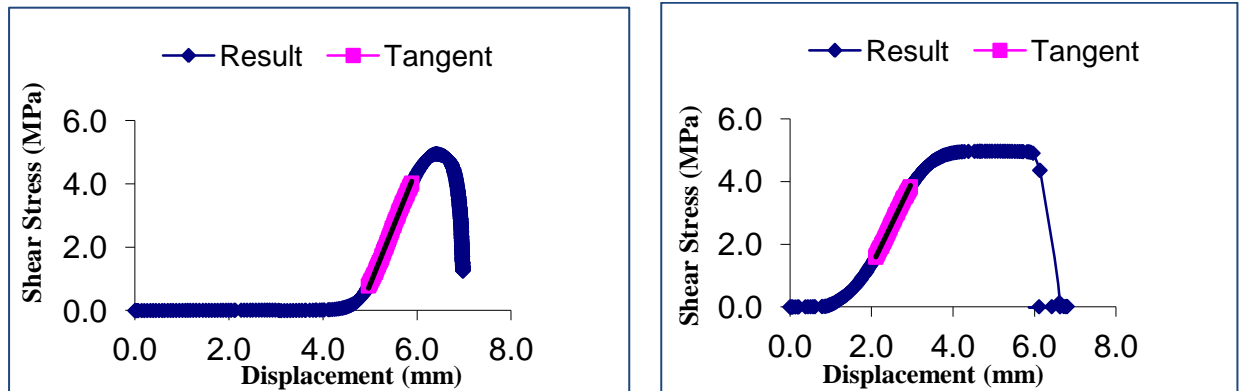 Result Tangent
Shear Stress (MPa)
6.0
4.0
2.0
0.0
0.0 2.0 4.0 6.0 8.0
Displacement (mm)
Result Tangent
Shear Stress (MPa)
6.0
4.0
2.0
0.0
0.0 2.0 4.0 6.0 8.0
Displacement (mm)